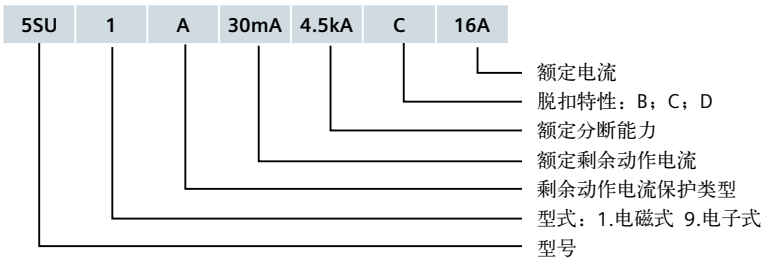 5SU 1 A 30mA 4.5kA C 16A
额定电流
脱扣特性：B；C；D
额定分断能力
额定剩余动作电流
剩余动作电流保护类型
型式：1.电磁式 9.电子式
型号